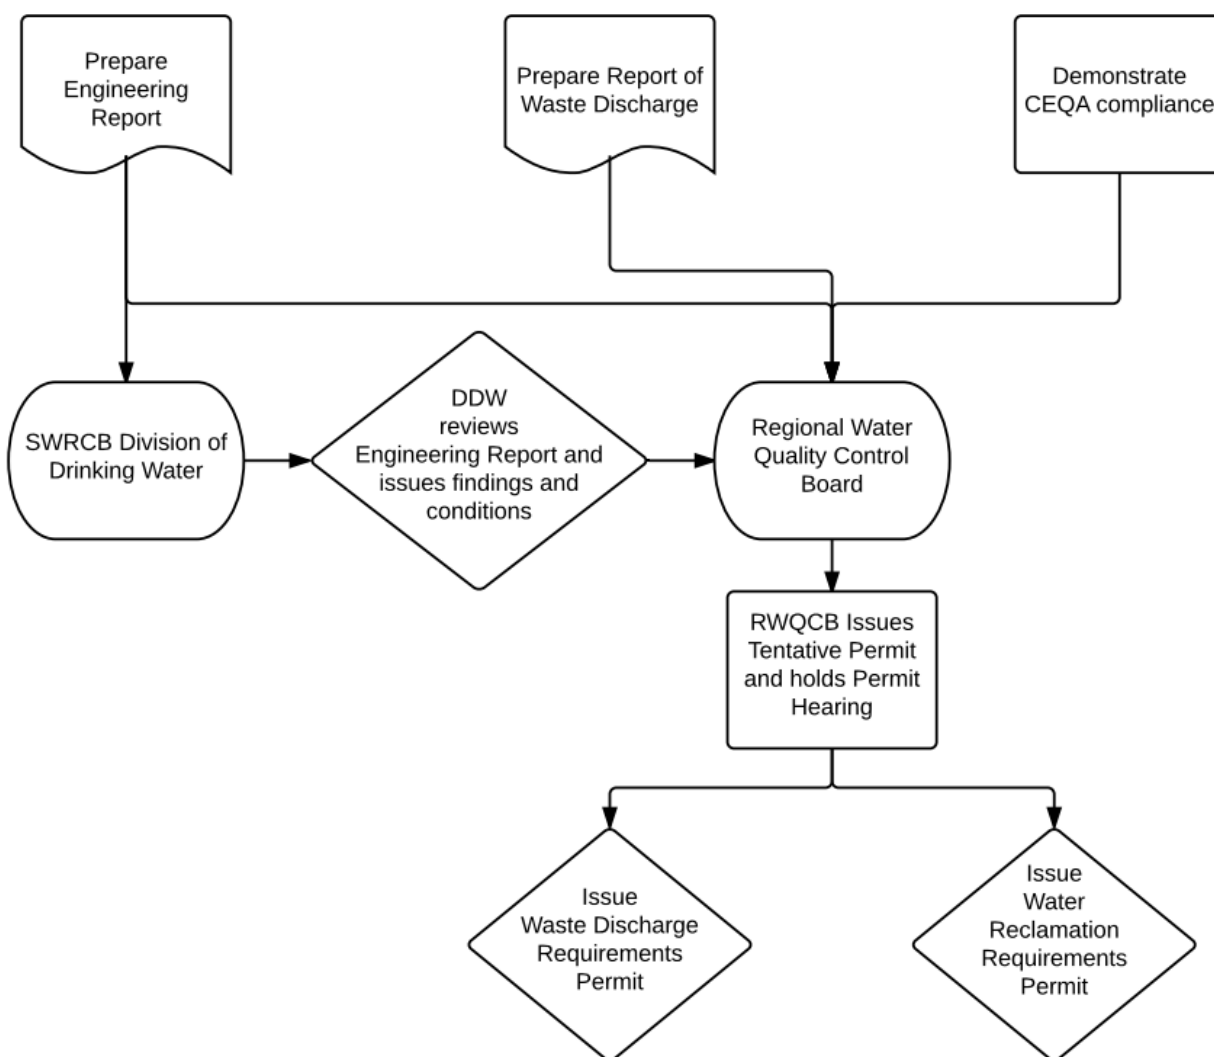 Prepare
Engineering
Report
Prepare Report of
Waste Discharge
Demonstrate
CEQA compliance
SWRCB Division of
Drinking Water
DDW
reviews
Engineering Report and
issues findings and
conditions
Regional Water
Quality Control
Board
RWQCB Issues
Tentative Permit
and holds Permit
Hearing
Issue
Waste Discharge
Requirements
Permit
Issue
Water
Reclamation
Requirements
Permit